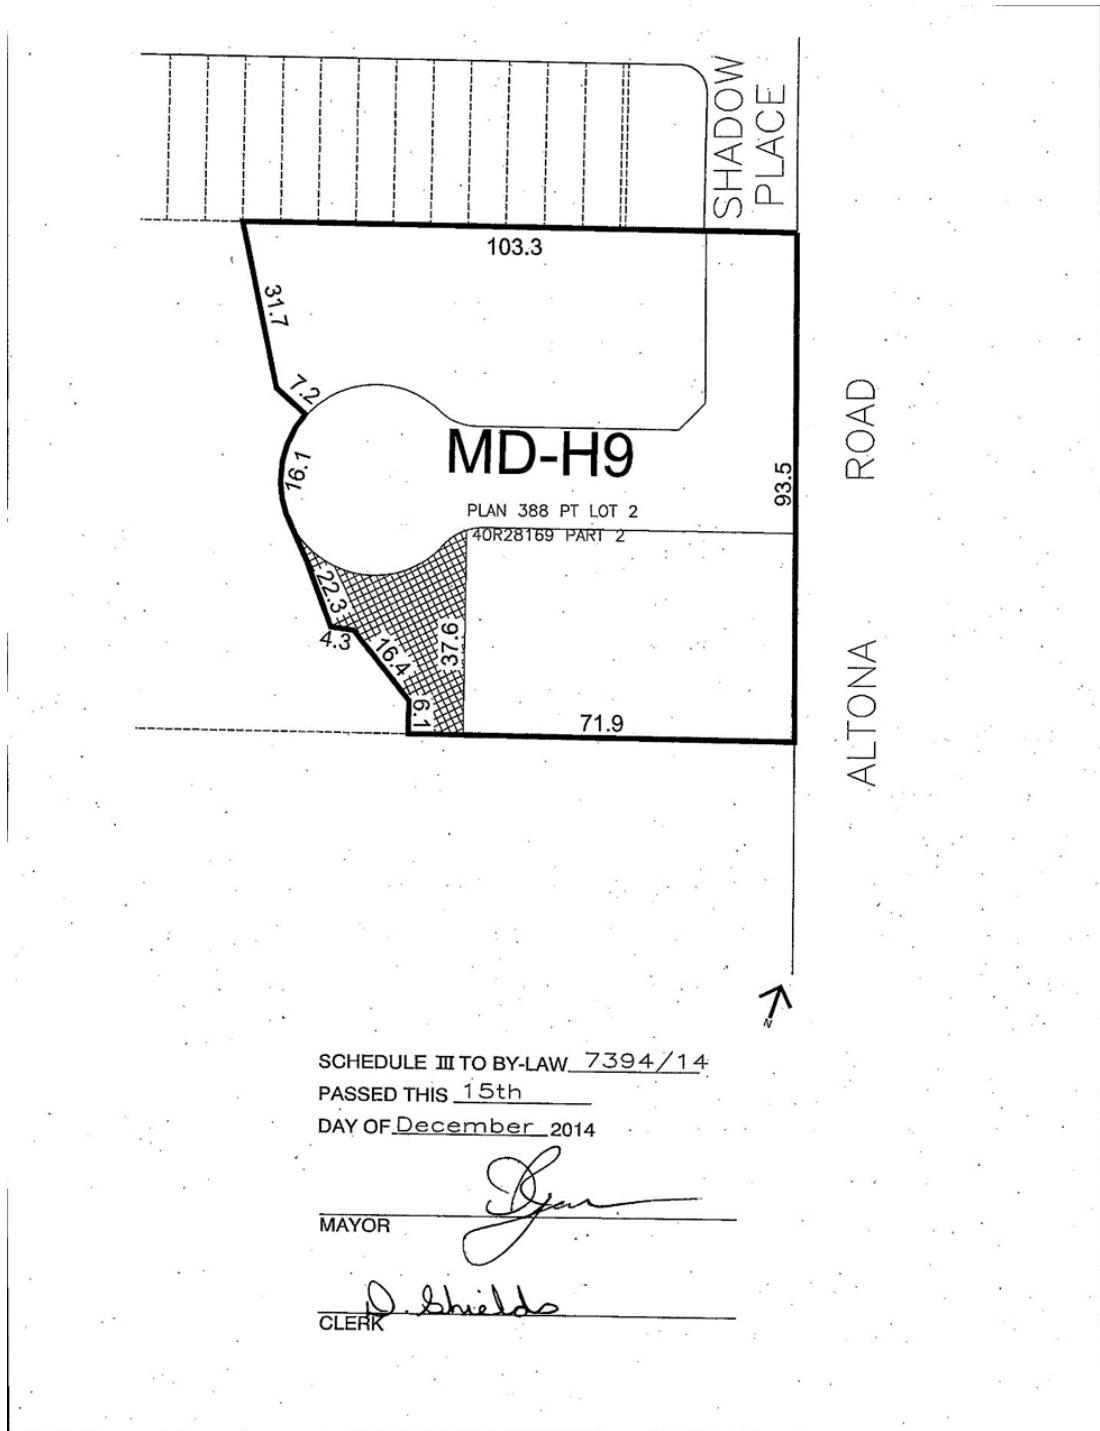 SHADOW
PLACE
103.3
31.7
7.2
16.1
MD-H9
93.5
ROAD
PLAN 388 PT LOT 2
40R28169 PART 2
22.3
4.3
16.4
37.6
6.1
71.9
ALTONA
N
SCHEDULE III TO BY-LAW 7394/14
PASSED THIS 15th
DAY OF December 2014
MAYOR
D. Shields
CLERK